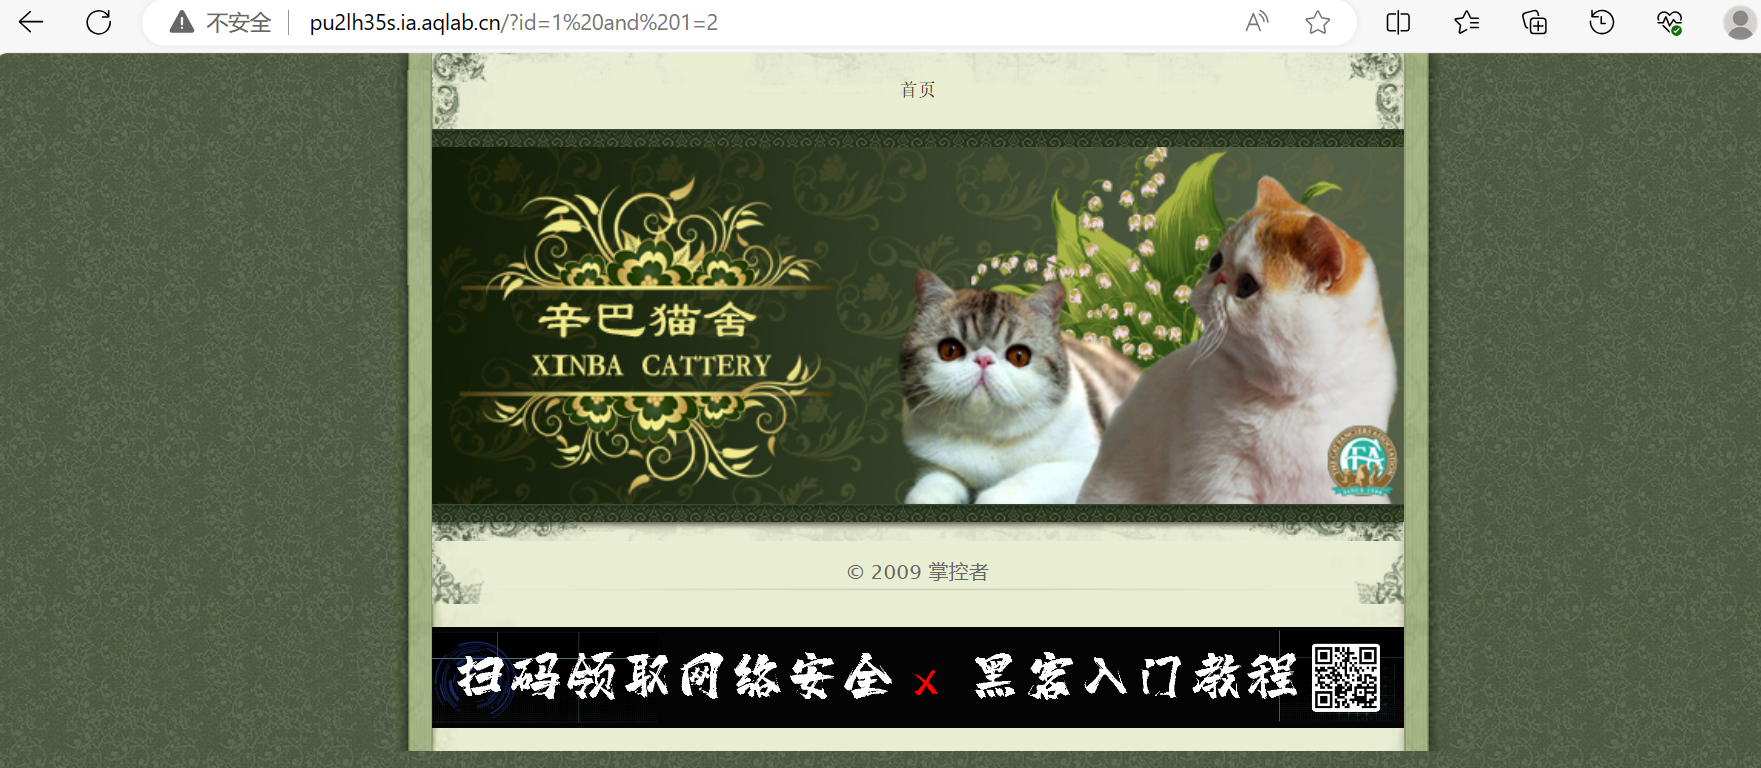 不安全 pu2lh35s.ia.aqlab.cn/?id=1%20and%201=2
首页
辛巴猫舍
XINBA CATTERY
© 2009 掌控者
扫码领取网络安全 x 黑客入门教程